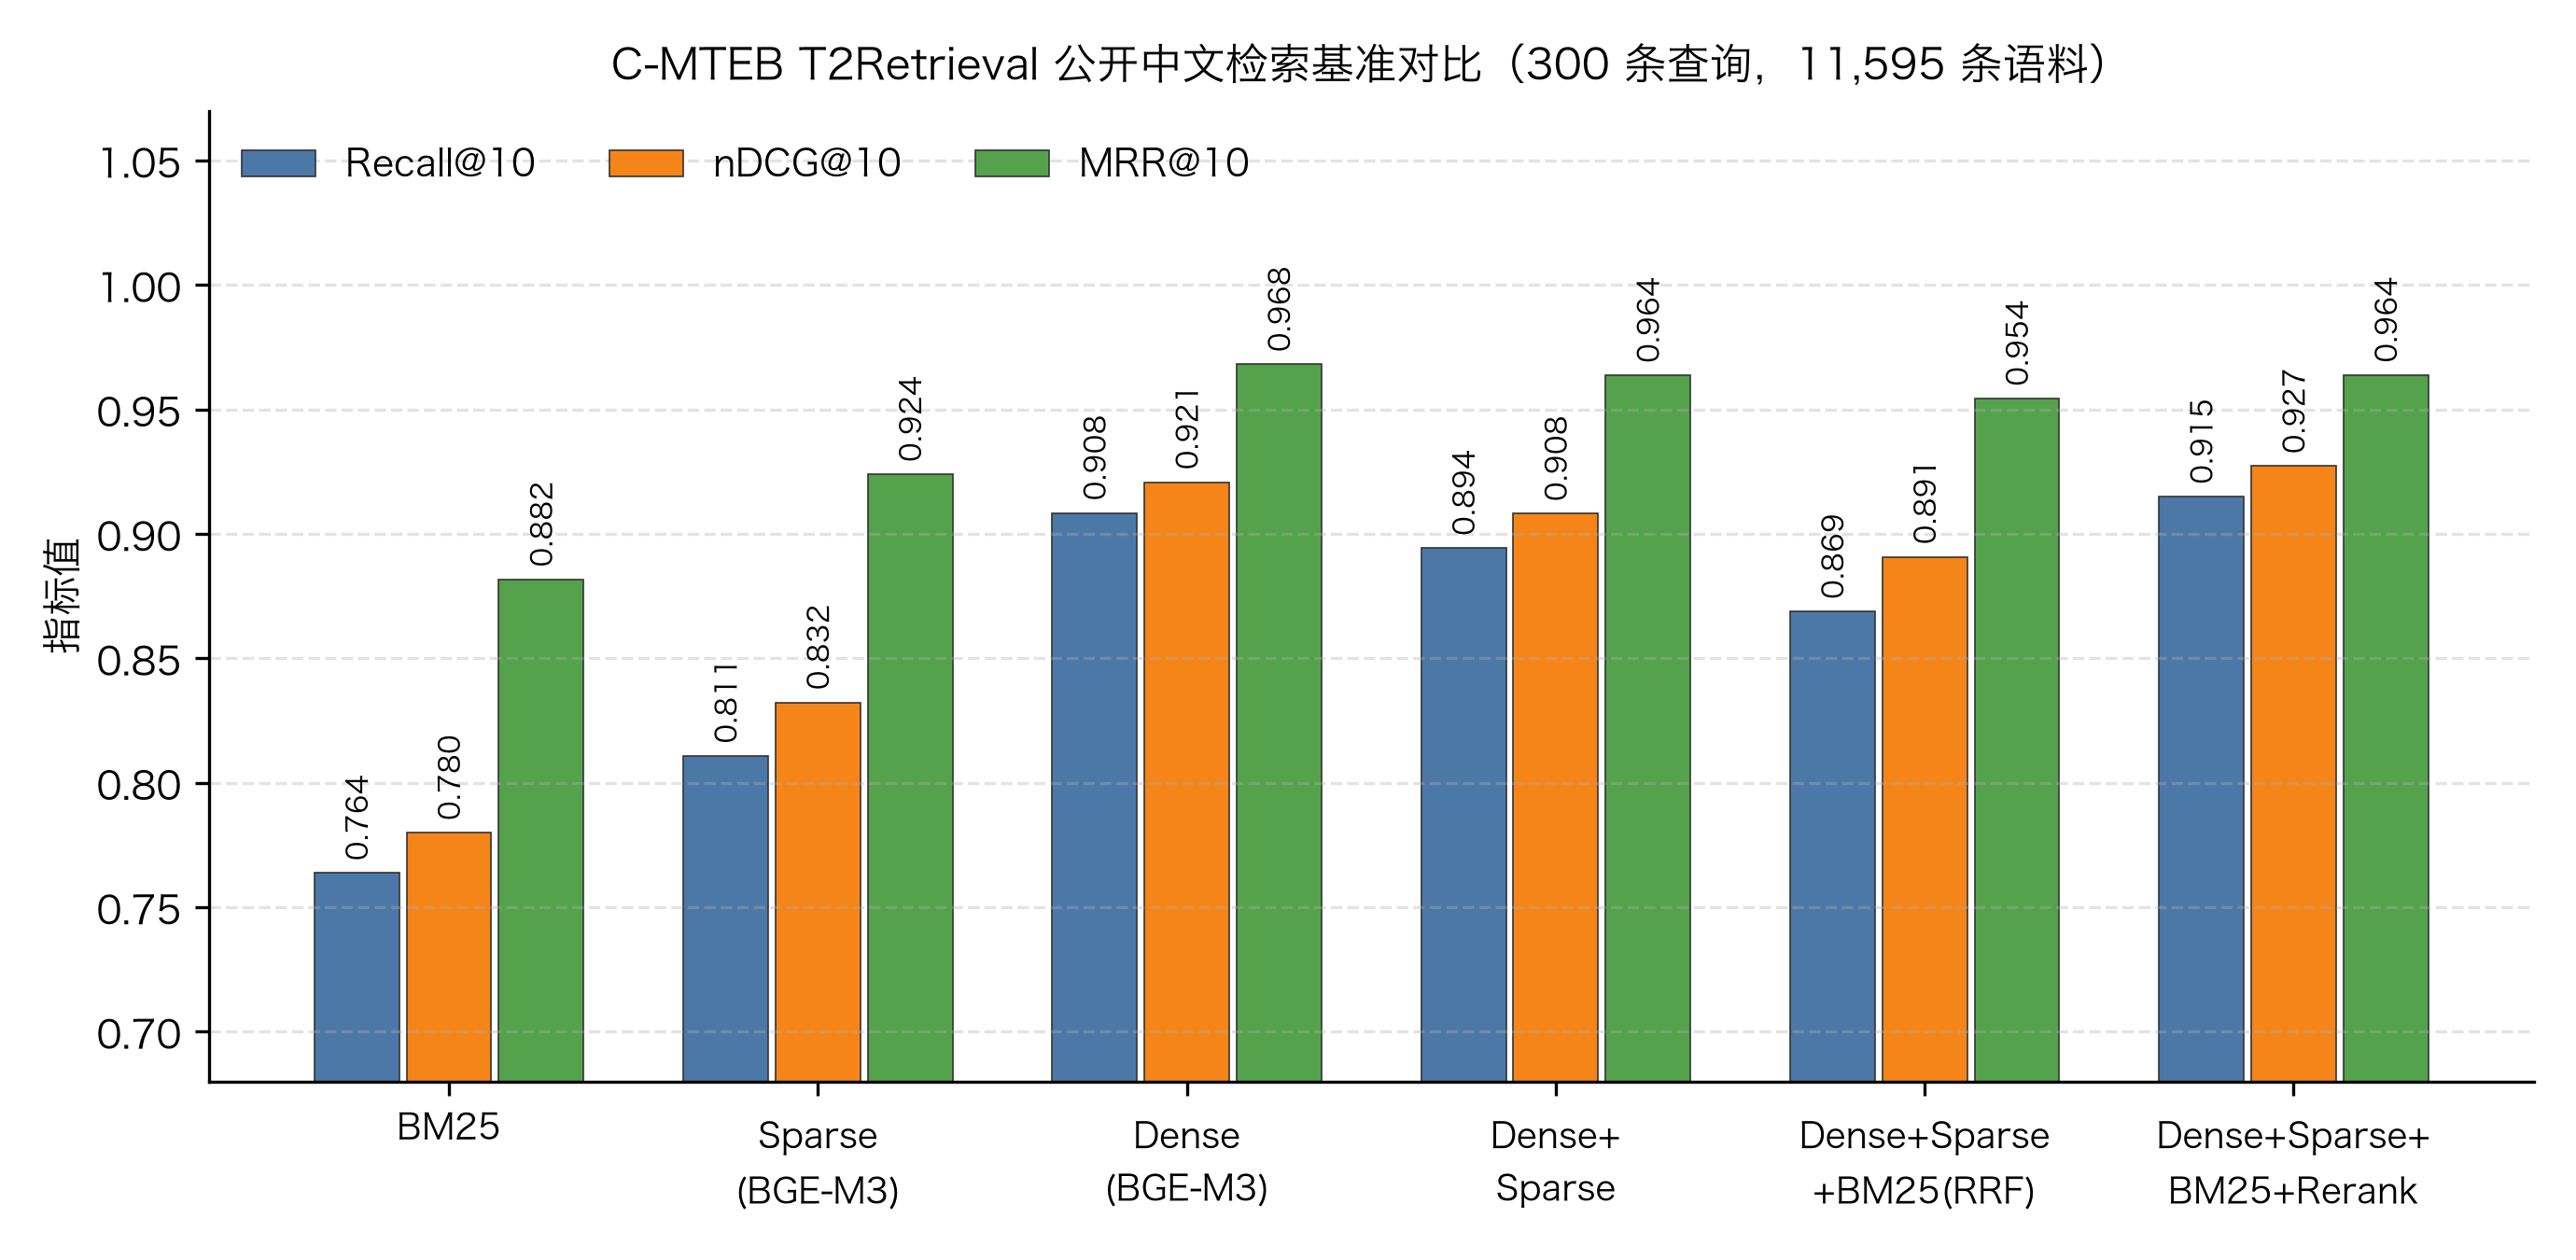 C-MTEB T2Retrieval 公开中文检索基准对比（300 条查询，11,595 条语料）
Recall@10 nDCG@10 MRR@10
指标值
1.05
1.00
0.95
0.90
0.85
0.80
0.75
0.70
0.764 0.780 0.882
0.811 0.832 0.924
0.908 0.921 0.968
0.894 0.908 0.964
0.869 0.891 0.954
0.915 0.927 0.964
BM25
Sparse
(BGE-M3)
Dense
(BGE-M3)
Dense+
Sparse
Dense+Sparse
+BM25(RRF)
Dense+Sparse+
BM25+Rerank